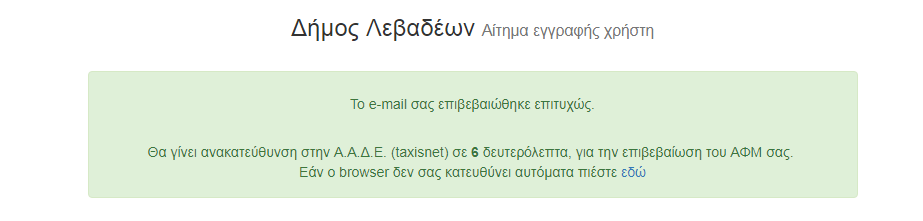 Δήμος Λεβαδέων Αίτημα εγγραφής χρήστη
Το e-mail σας επιβεβαιώθηκε επιτυχώς.
Θα γίνει ανακατεύθυνση στην Α.Α.Δ.Ε. (taxisnet) σε 6 δευτερόλεπτα, για την επιβεβαίωση του ΑΦΜ σας.
Εάν ο browser δεν σας κατευθύνει αυτόματα πιέστε εδώ